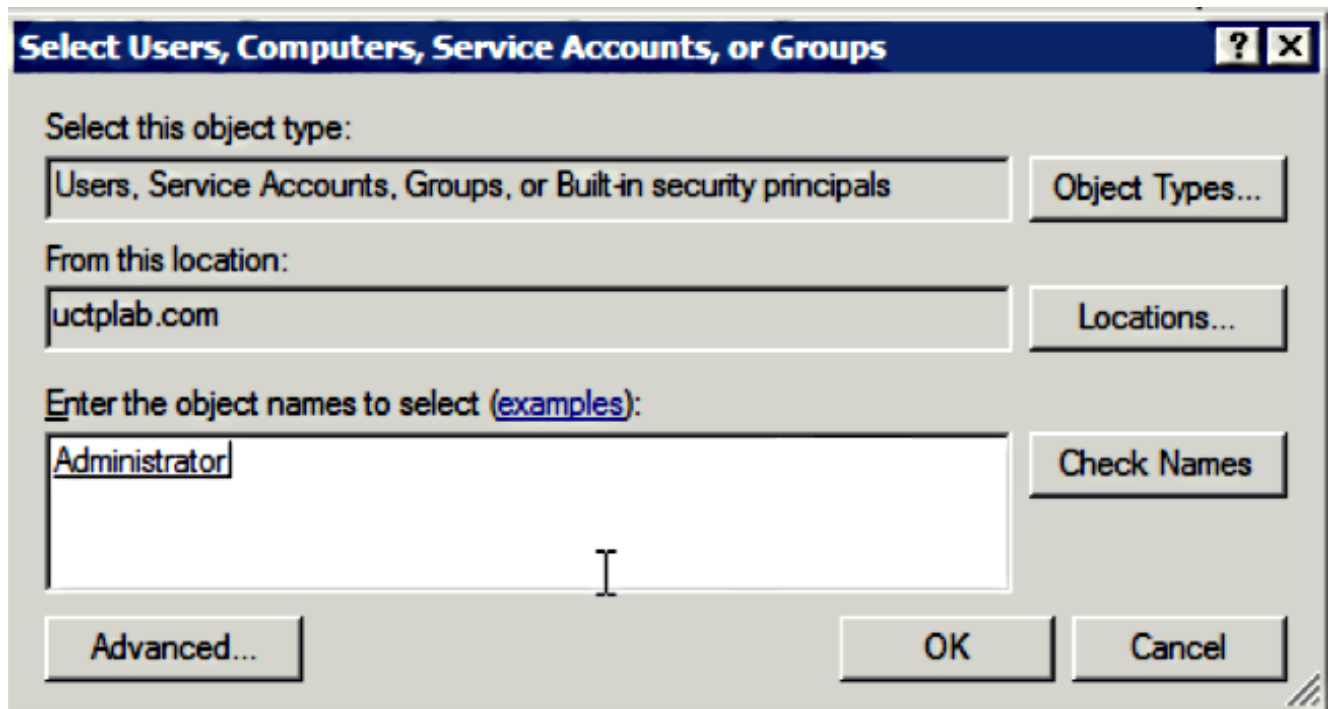 Select Users, Computers, Service Accounts, or Groups
Select this object type:
Users, Service Accounts, Groups, or Built-in security principals
Object Types...
From this location:
uctplab.com
Locations...
Enter the object names to select (examples):
Administrator
Check Names
Advanced...
OK
Cancel